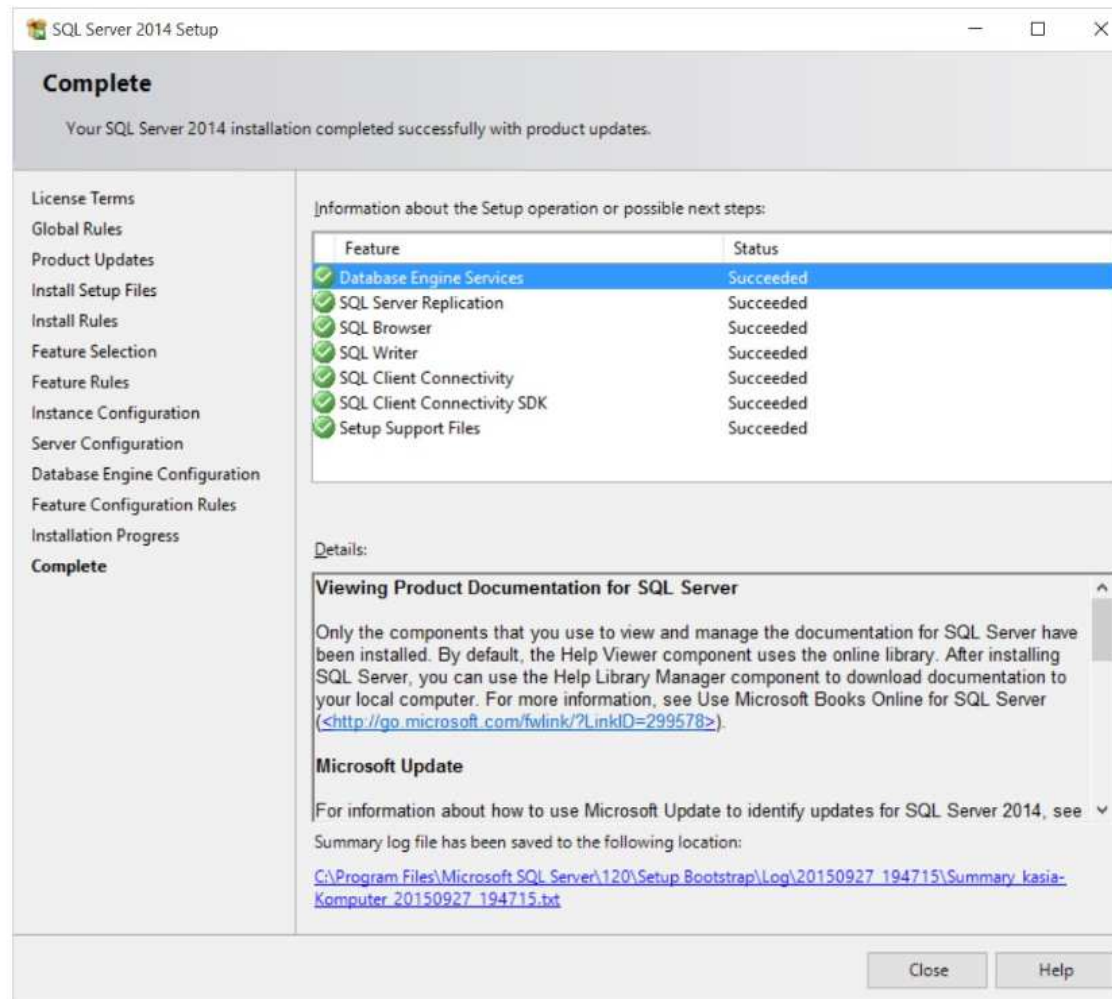 SQL Server 2014 Setup
Complete
Your SQL Server 2014 installation completed successfully with product updates.
License Terms
Global Rules
Product Updates
Install Setup Files
Install Rules
Feature Selection
Feature Rules
Instance Configuration
Server Configuration
Database Engine Configuration
Feature Configuration Rules
Installation Progress
Complete
Information about the Setup operation or possible next steps:
Feature Status
Database Engine Services Succeeded
SQL Server Replication Succeeded
SQL Browser Succeeded
SQL Writer Succeeded
SQL Client Connectivity Succeeded
SQL Client Connectivity SDK Succeeded
Setup Support Files Succeeded
Details:
Viewing Product Documentation for SQL Server
Only the components that you use to view and manage the documentation for SQL Server have
been installed. By default, the Help Viewer component uses the online library. After installing
SQL Server, you can use the Help Library Manager component to download documentation to
your local computer. For more information, see Use Microsoft Books Online for SQL Server
(<http://go.microsoft.com/fwlink/?LinkID=299578>).
Microsoft Update
For information about how to use Microsoft Update to identify updates for SQL Server 2014, see
Summary log file has been saved to the following location:
C:\Program Files\Microsoft SQL Server\120\Setup Bootstrap\Log\20150927_194715\Summary_kasia-
Komputer_20150927_194715.txt
Close Help